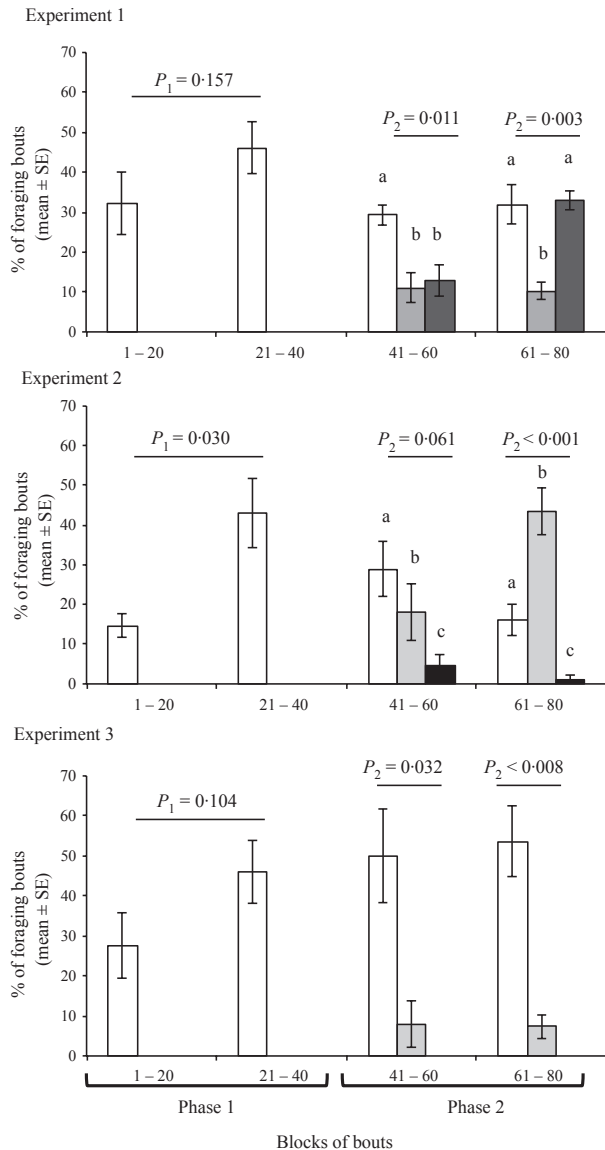 Experiment 1
% of foraging bouts
(mean ± SE)
70
60
50
40
30
20
10
0
P1 = 0·157
P2 = 0·011
P2 = 0·003
a
b
b
a
b
a
1 – 20
21 – 40
41 – 60
61 – 80
Experiment 2
% of foraging bouts
(mean ± SE)
70
60
50
40
30
20
10
0
P1 = 0·030
P2 = 0·061
P2 < 0·001
a
b
c
a
b
c
1 – 20
21 – 40
41 – 60
61 – 80
Experiment 3
% of foraging bouts
(mean ± SE)
70
60
50
40
30
20
10
0
P1 = 0·104
P2 = 0·032
P2 < 0·008
1 – 20
21 – 40
41 – 60
61 – 80
Phase 1
Phase 2
Blocks of bouts